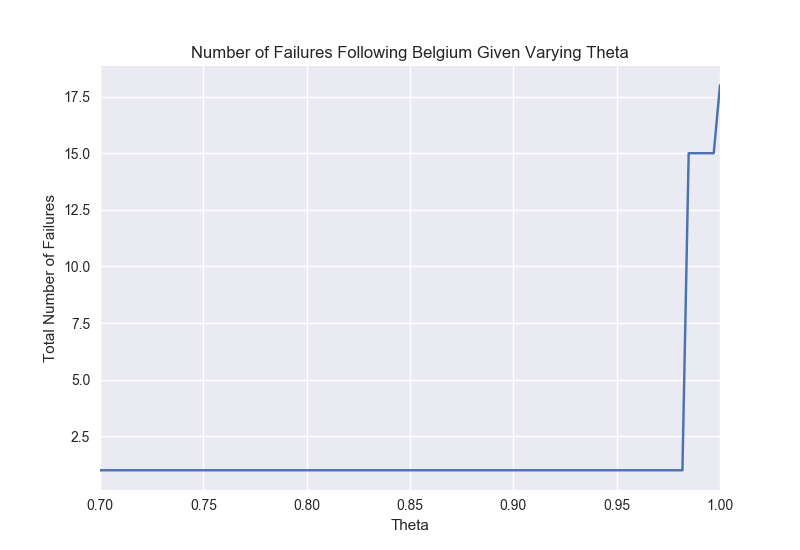 Number of Failures Following Belgium Given Varying Theta
Total Number of Failures
17.5
15.0
12.5
10.0
7.5
5.0
2.5
0.70 0.75 0.80 0.85 0.90 0.95 1.00
Theta